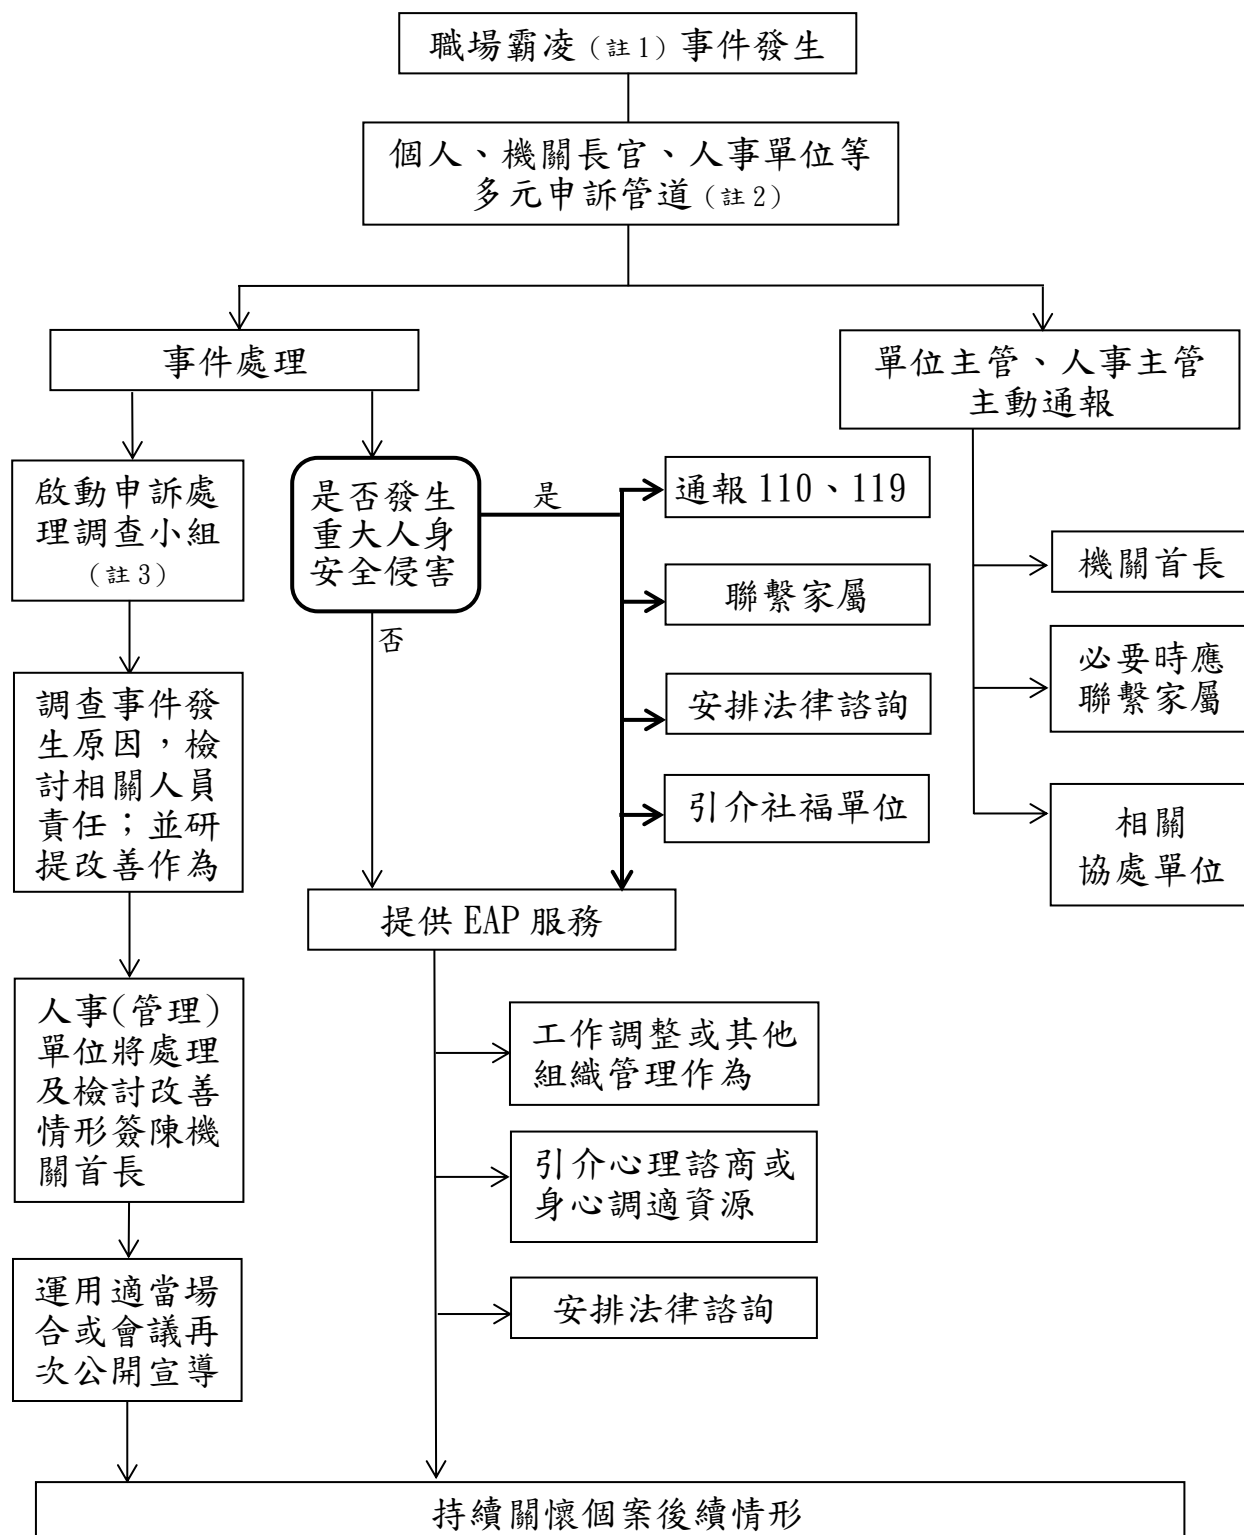 職場霸凌(註1)事件發生
個人、機關長官、人事單位等
多元申訴管道(註2)
事件處理
單位主管、人事主管
主動通報
啟動申訴處
理調查小組
(註3)
是否發生
重大人身
安全侵害
是
否
通報 110、119
聯繫家屬
安排法律諮詢
引介社福單位
機關首長
必要時應
聯繫家屬
相關
協處單位
調查事件發
生原因，檢
討相關人員
責任；並研
提改善作為
提供 EAP 服務
人事(管理)
單位將處理
及檢討改善
情形簽陳機
關首長
工作調整或其他
組織管理作為
引介心理諮商或
身心調適資源
安排法律諮詢
運用適當場
合或會議再
次公開宣導
持續關懷個案後續情形